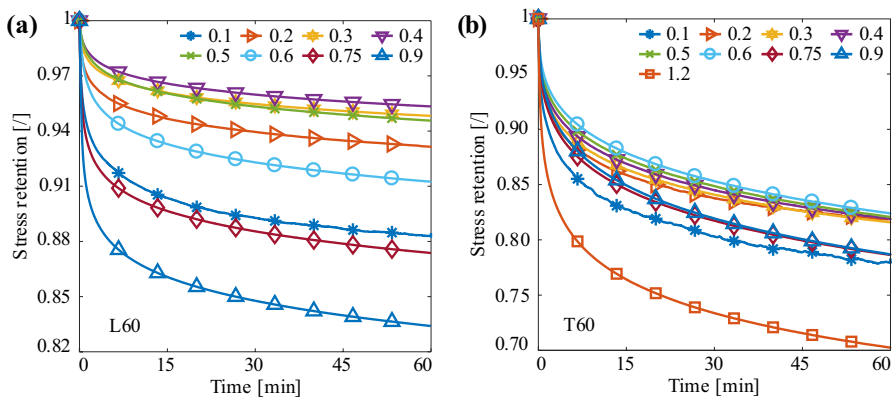 (a)
1
0.1 0.2 0.3 0.4
0.5 0.6 0.75 0.9
0.97
0.94
0.91
0.88
0.85
0.82
Stress retention [/]
L60
0 15 30 45 60
Time [min]
(b)
1
0.1 0.2 0.3 0.4
0.5 0.6 0.75 0.9
1.2
0.95
0.90
0.85
0.80
0.75
0.70
Stress retention [/]
T60
0 15 30 45 60
Time [min]